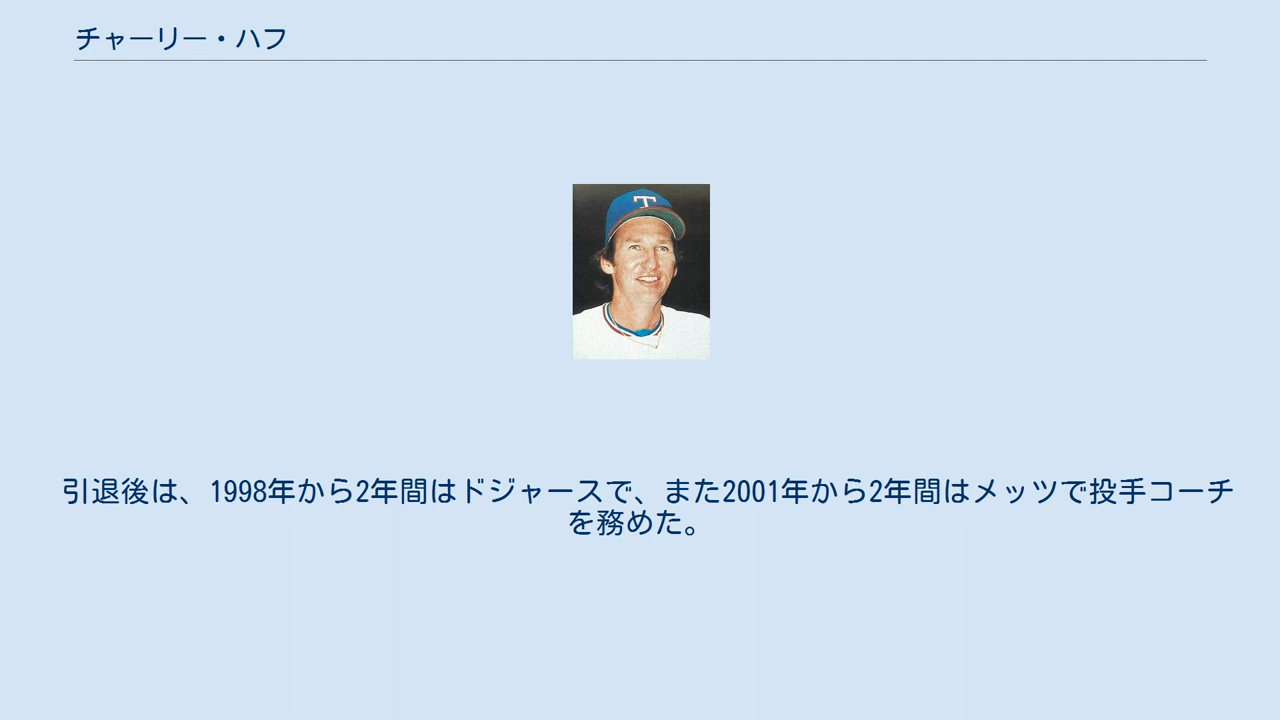 チャーリー・ハフ
T
引退後は、1998年から2年間はドジャースで、また2001年から2年間はメッツで投手コーチ
を務めた。